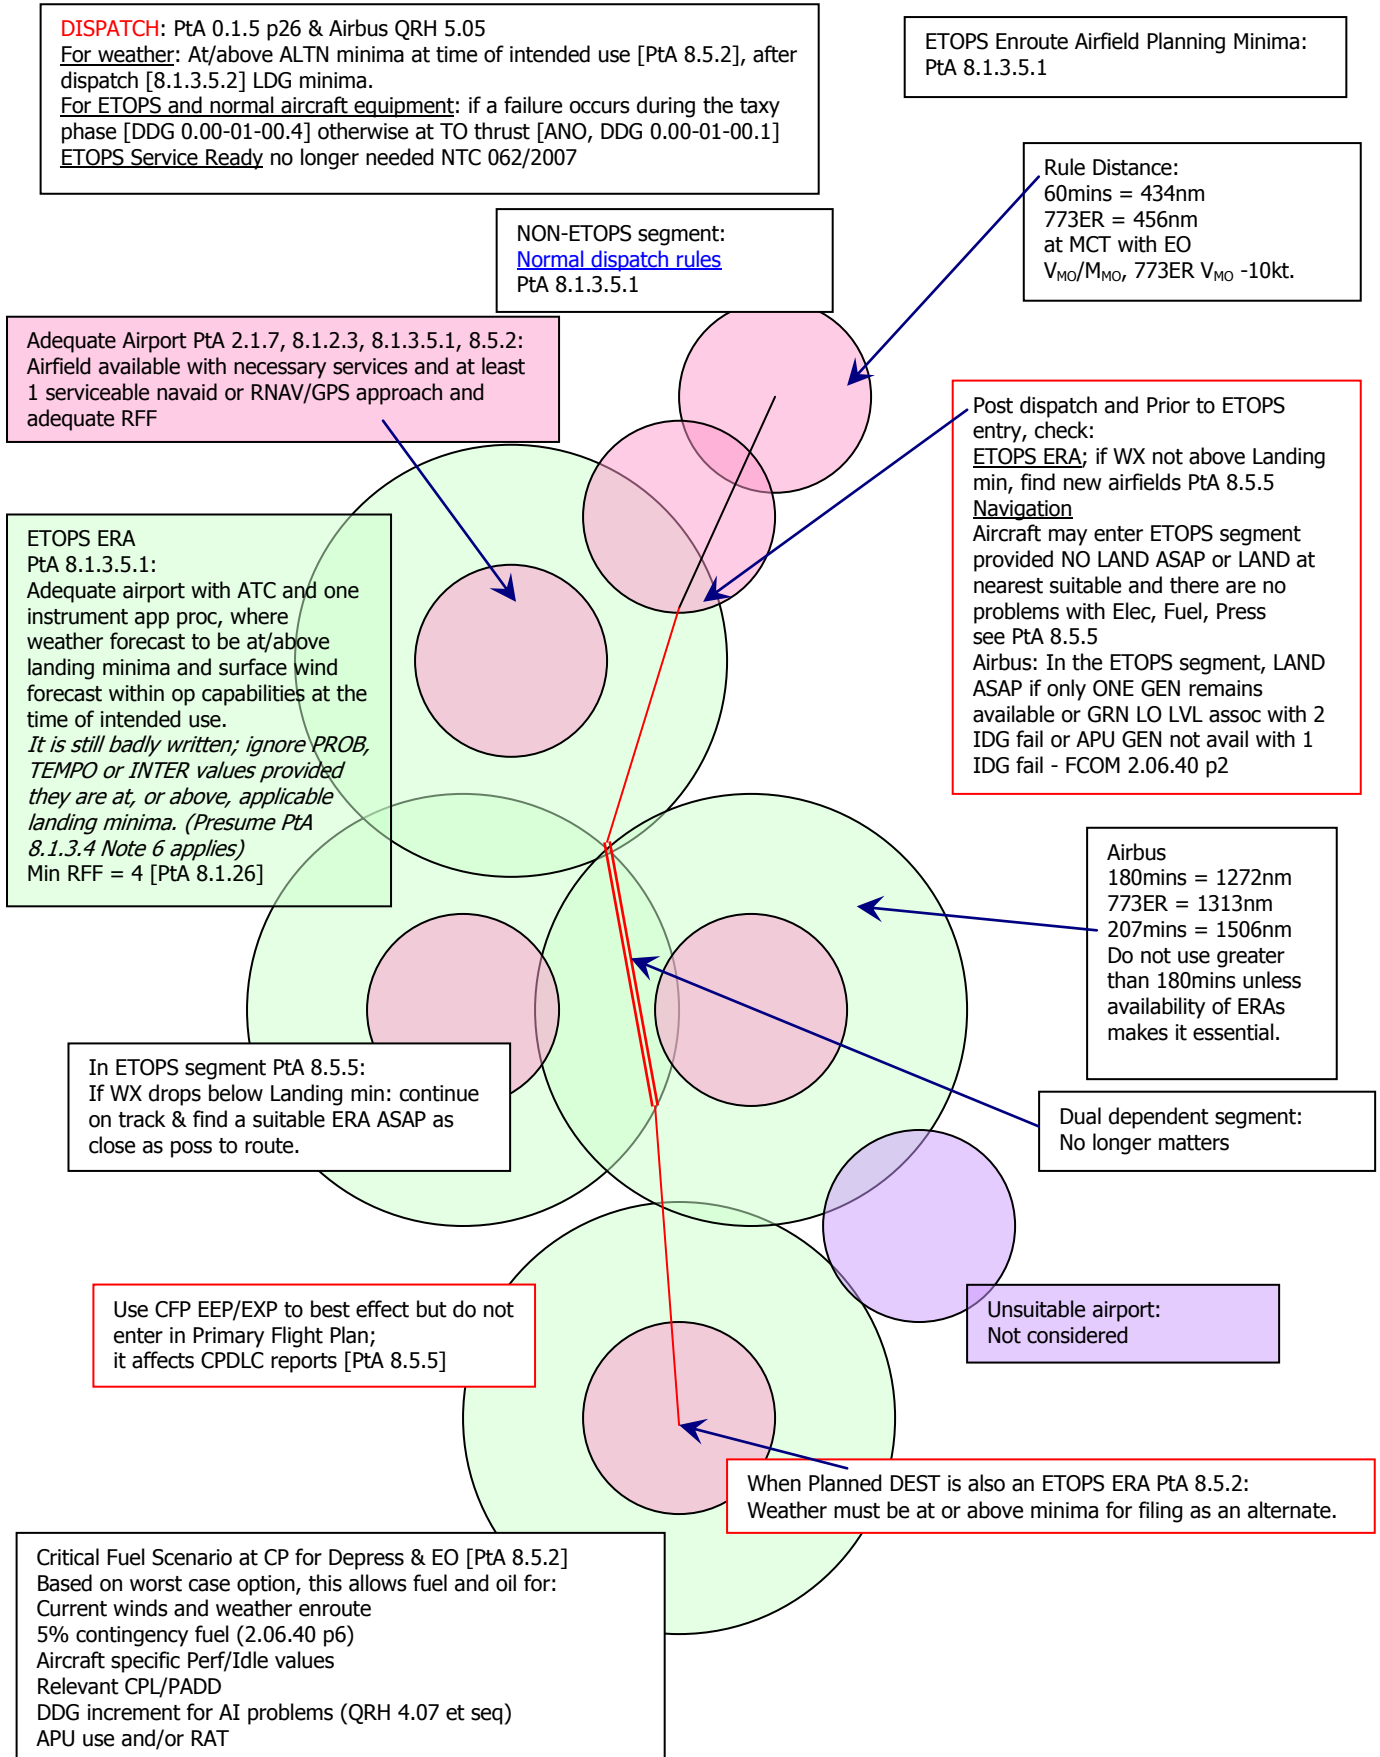 DISPATCH: PtA 0.1.5 p26 & Airbus QRH 5.05
For weather: At/above ALTN minima at time of intended use [PtA 8.5.2], after
dispatch [8.1.3.5.2] LDG minima.
For ETOPS and normal aircraft equipment: if a failure occurs during the taxy
phase [DDG 0.00-01-00.4] otherwise at TO thrust [ANO, DDG 0.00-01-00.1]
ETOPS Service Ready no longer needed NTC 062/2007
ETOPS Enroute Airfield Planning Minima:
PtA 8.1.3.5.1
Rule Distance:
60mins = 434nm
773ER = 456nm
at MCT with EO
VMO/MMO, 773ER VMO -10kt.
NON-ETOPS segment:
Normal dispatch rules
PtA 8.1.3.5.1
Adequate Airport PtA 2.1.7, 8.1.2.3, 8.1.3.5.1, 8.5.2:
Airfield available with necessary services and at least
1 serviceable navaid or RNAV/GPS approach and
adequate RFF
Post dispatch and Prior to ETOPS
entry, check:
ETOPS ERA; if WX not above Landing
min, find new airfields PtA 8.5.5
Navigation
Aircraft may enter ETOPS segment
provided NO LAND ASAP or LAND at
nearest suitable and there are no
problems with Elec, Fuel, Press
see PtA 8.5.5
Airbus: In the ETOPS segment, LAND
ASAP if only ONE GEN remains
available or GRN LO LVL assoc with 2
IDG fail or APU GEN not avail with 1
IDG fail - FCOM 2.06.40 p2
ETOPS ERA
PtA 8.1.3.5.1:
Adequate airport with ATC and one
instrument app proc, where
weather forecast to be at/above
landing minima and surface wind
forecast within op capabilities at the
time of intended use.
It is still badly written; ignore PROB,
TEMPO or INTER values provided
they are at, or above, applicable
landing minima. (Presume PtA
8.1.3.4 Note 6 applies)
Min RFF = 4 [PtA 8.1.26]
Airbus
180mins = 1272nm
773ER = 1313nm
207mins = 1506nm
Do not use greater
than 180mins unless
availability of ERAs
makes it essential.
In ETOPS segment PtA 8.5.5:
If WX drops below Landing min: continue
on track & find a suitable ERA ASAP as
close as poss to route.
Dual dependent segment:
No longer matters
Use CFP EEP/EXP to best effect but do not
enter in Primary Flight Plan;
it affects CPDLC reports [PtA 8.5.5]
Unsuitable airport:
Not considered
When Planned DEST is also an ETOPS ERA PtA 8.5.2:
Weather must be at or above minima for filing as an alternate.
Critical Fuel Scenario at CP for Depress & EO [PtA 8.5.2]
Based on worst case option, this allows fuel and oil for:
Current winds and weather enroute
5% contingency fuel (2.06.40 p6)
Aircraft specific Perf/Idle values
Relevant CPL/PADD
DDG increment for AI problems (QRH 4.07 et seq)
APU use and/or RAT